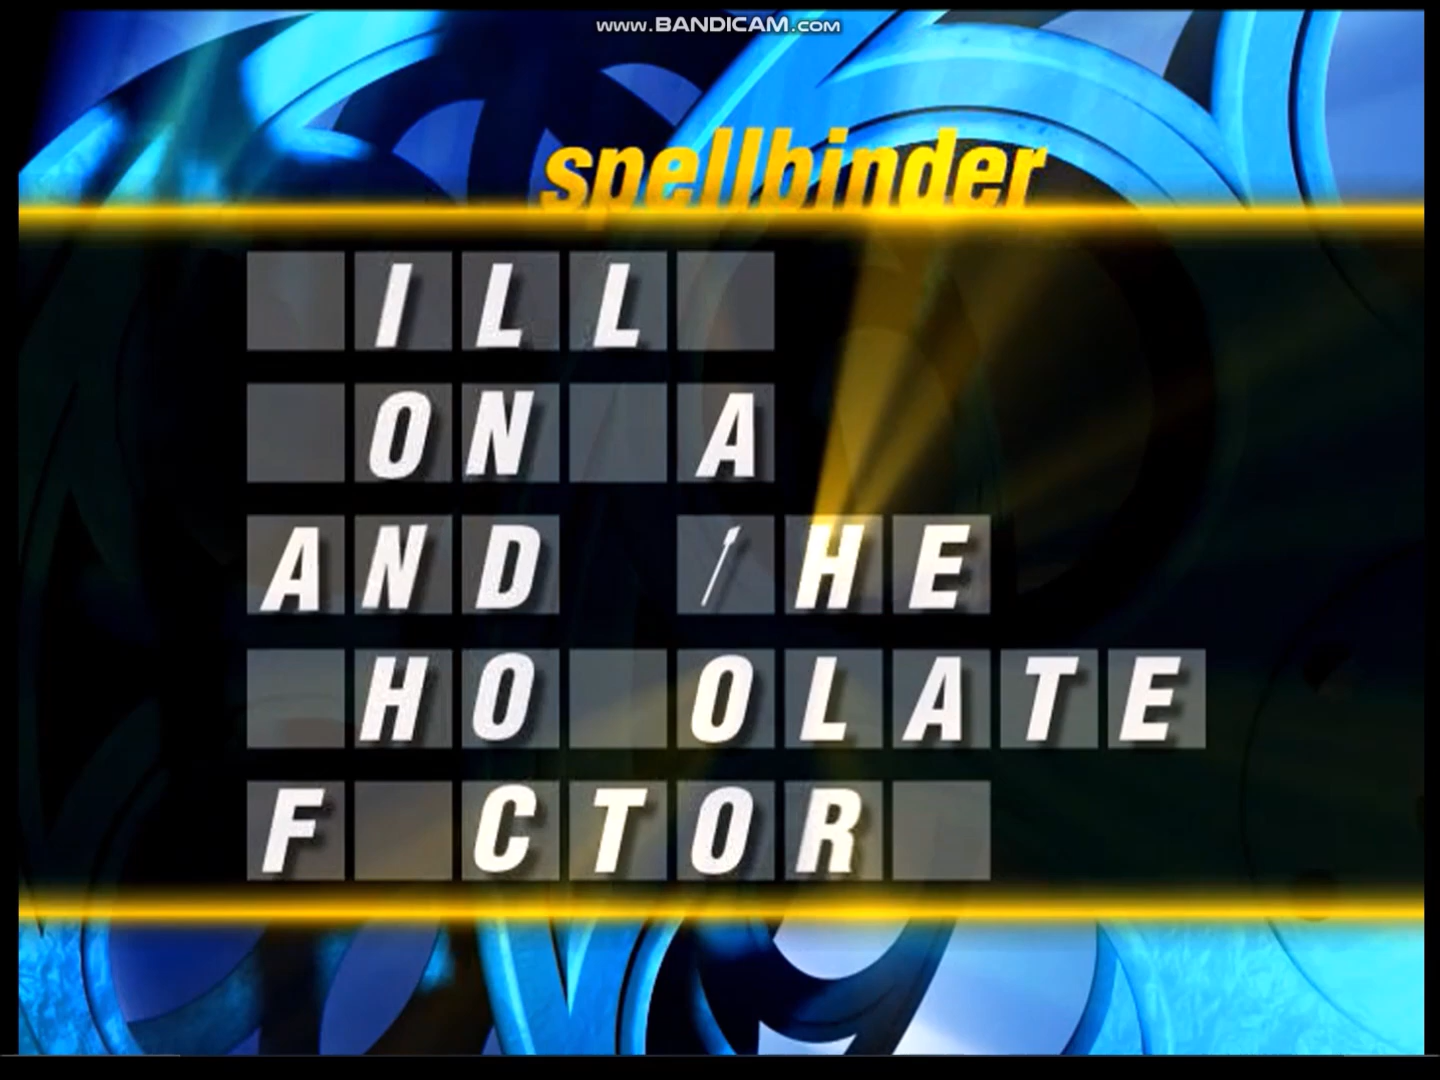 www.BANDICAM.com
spellbinder
ILL
ON A
AND HE
HO OLATE
F CTOR